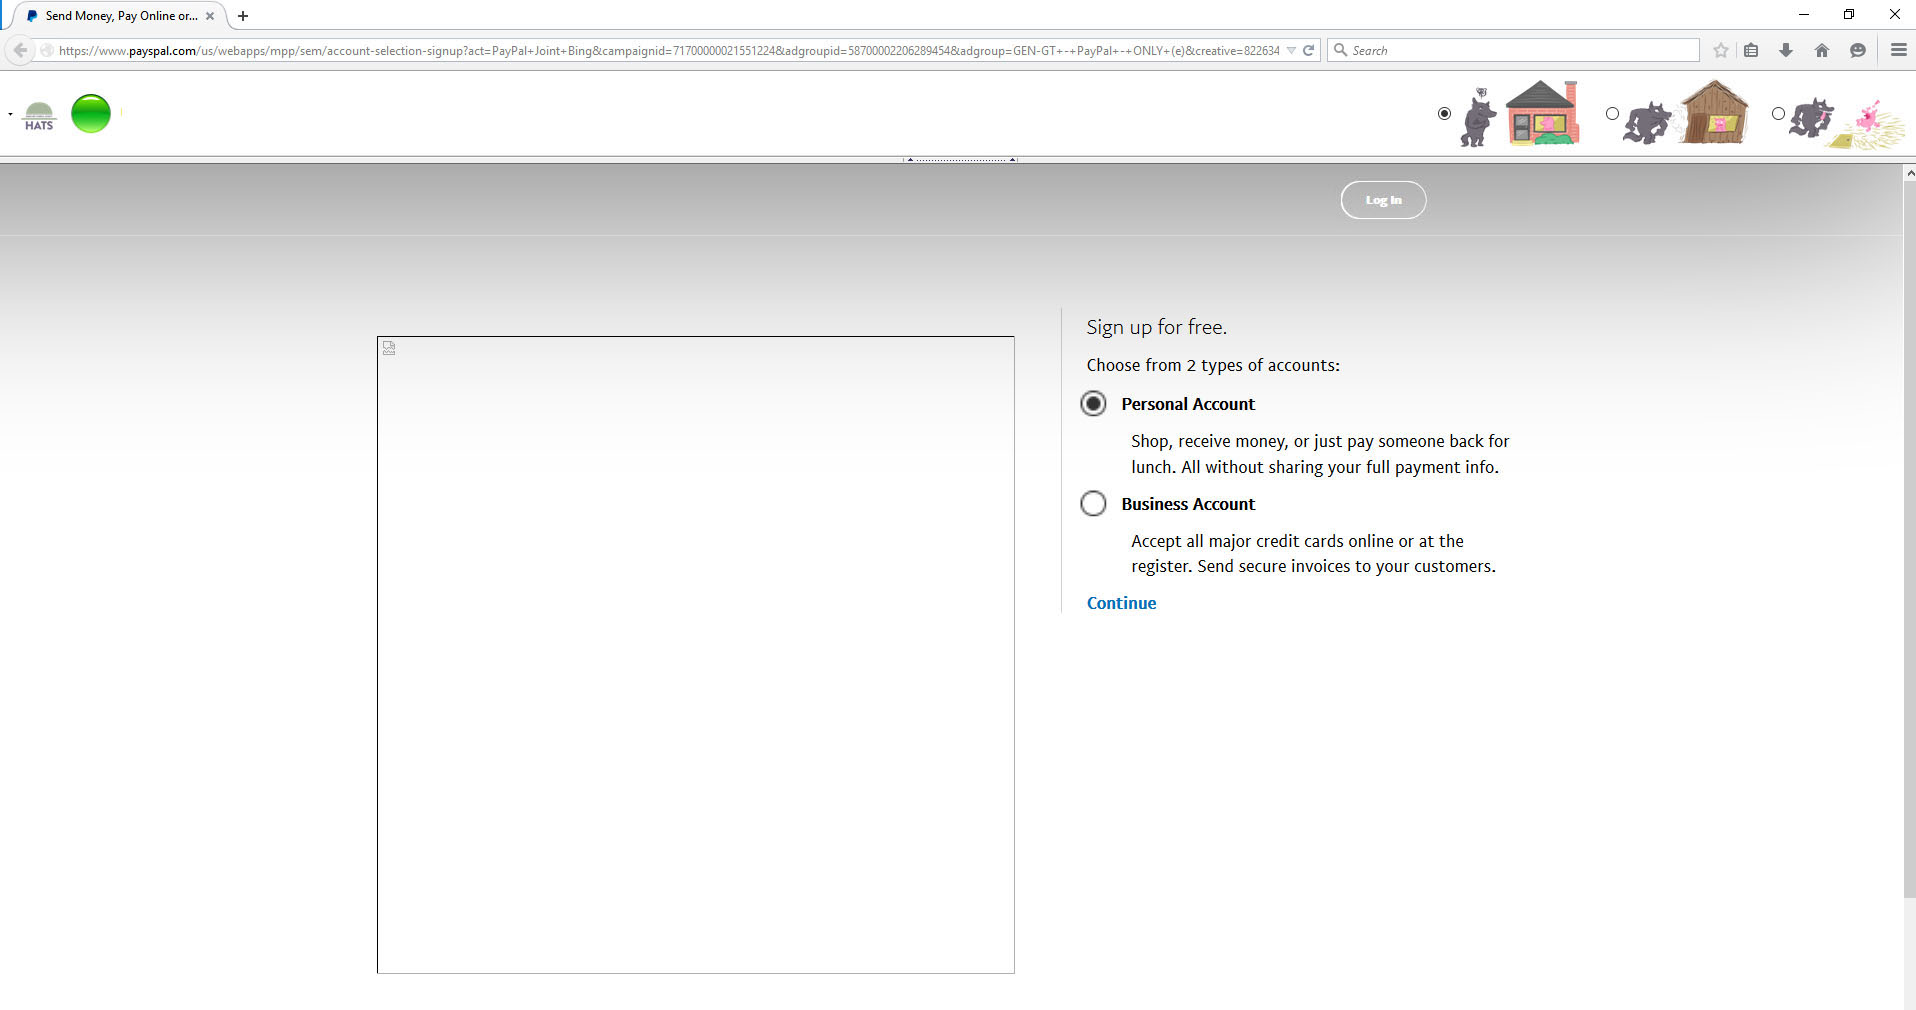 Send Money, Pay Online or...
https://www.payspal.com/us/webapps/mpp/sem/account-selection-signup?act=PayPal+Joint+Bing&campaignid=71700000021551224&adgroupid=58700002206289454&adgroup=GEN-GT+-+PayPal+-+ONLY+(e)&creative=822634
Search
HATS
Log In
Sign up for free.
Choose from 2 types of accounts:
Personal Account
Shop, receive money, or just pay someone back for
lunch. All without sharing your full payment info.
Business Account
Accept all major credit cards online or at the
register. Send secure invoices to your customers.
Continue